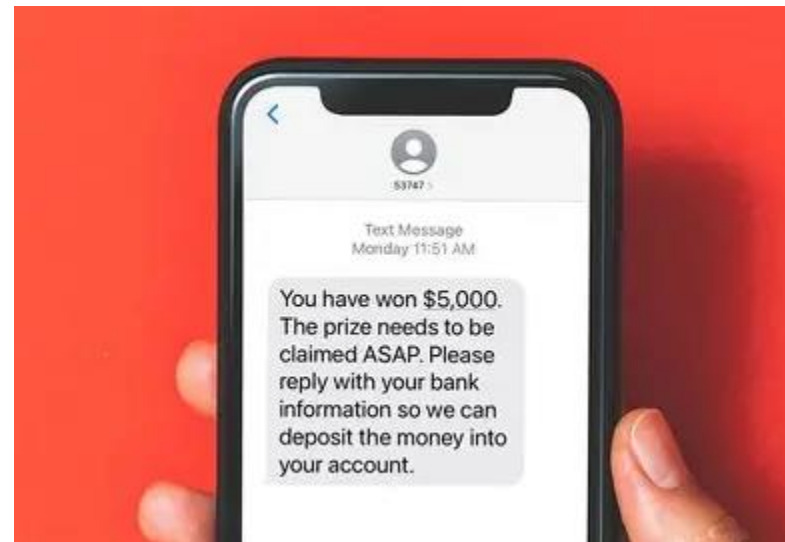 53747
Text Message
Monday 11:51 AM
You have won $5,000.
The prize needs to be
claimed ASAP. Please
reply with your bank
information so we can
deposit the money into
your account.